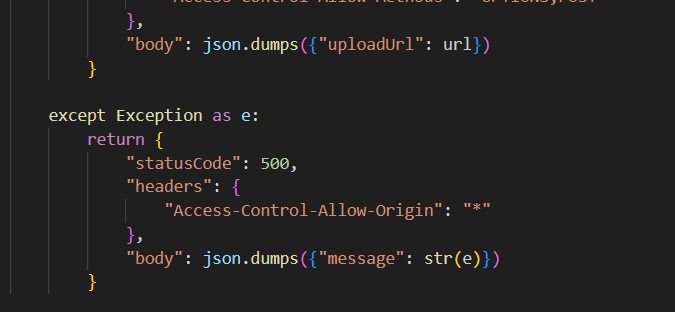 "Access-Control-Allow-Methods": "OPTIONS,POST"
},
"body": json.dumps({"uploadUrl": url})
}
except Exception as e:
return {
"statusCode": 500,
"headers": {
"Access-Control-Allow-Origin": "*"
},
"body": json.dumps({"message": str(e)})
}